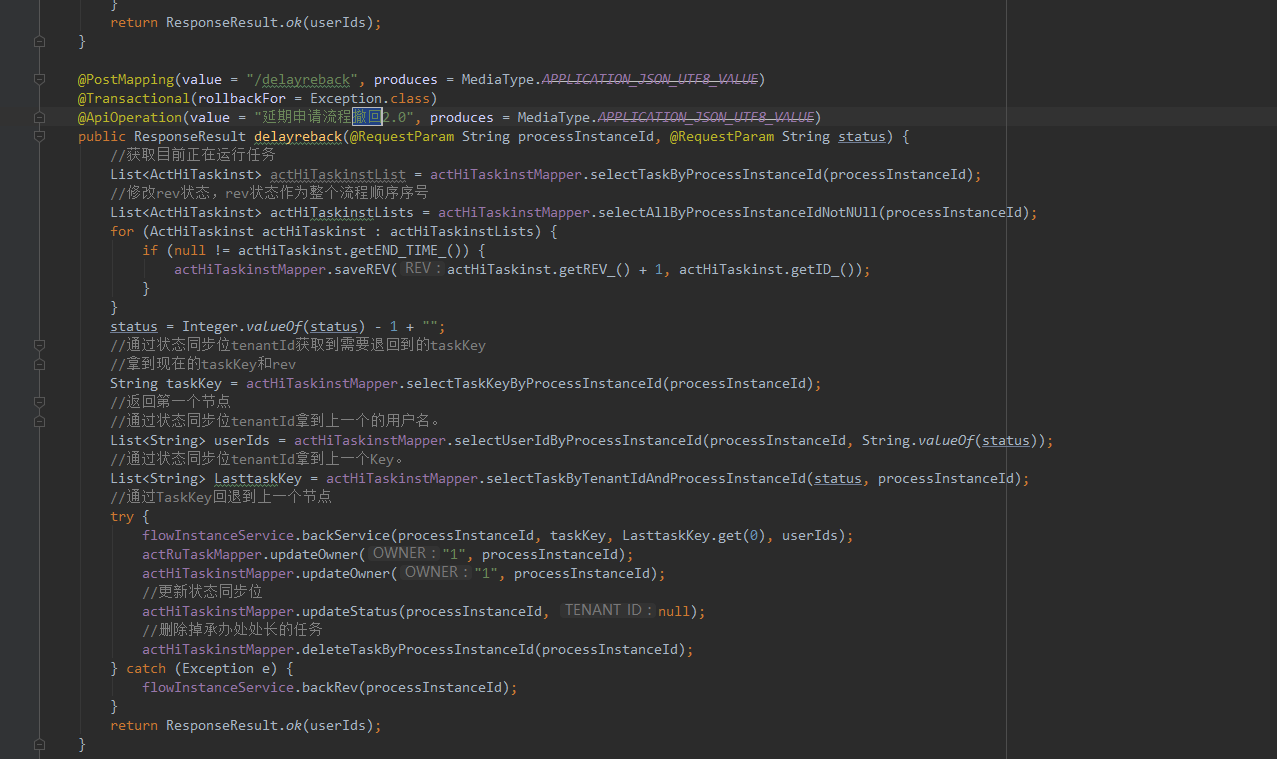 }
return ResponseResult.ok(userIds);
}
@PostMapping(value = "/delayreback", produces = MediaType.APPLICATION_JSON_UTF8_VALUE)
@Transactional(rollbackFor = Exception.class)
@ApiOperation(value = "延期申请流程撤回2.0", produces = MediaType.APPLICATION_JSON_UTF8_VALUE)
public ResponseResult delayreback(@RequestParam String processInstanceId, @RequestParam String status) {
//获取目前正在运行任务
List<ActHiTaskinst> actHiTaskinstList = actHiTaskinstMapper.selectTaskByProcessInstanceId(processInstanceId);
//修改rev状态，rev状态作为整个流程顺序序号
List<ActHiTaskinst> actHiTaskinstLists = actHiTaskinstMapper.selectAllByProcessInstanceIdNotNUll(processInstanceId);
for (ActHiTaskinst actHiTaskinst : actHiTaskinstLists) {
if (null != actHiTaskinst.getEND_TIME_()) {
actHiTaskinstMapper.saveREV( REV: actHiTaskinst.getREV_() + 1, actHiTaskinst.getID_());
}
}
status = Integer.valueOf(status) - 1 + "";
//通过状态同步位tenantId获取到需要退回到的taskKey
//拿到现在的taskKey和rev
String taskKey = actHiTaskinstMapper.selectTaskKeyByProcessInstanceId(processInstanceId);
//返回第一个节点
//通过状态同步位tenantId拿到上一个的用户名。
List<String> userIds = actHiTaskinstMapper.selectUserIdByProcessInstanceId(processInstanceId, String.valueOf(status));
//通过状态同步位tenantId拿到上一个Key。
List<String> LasttaskKey = actHiTaskinstMapper.selectTaskByTenantIdAndProcessInstanceId(status, processInstanceId);
//通过TaskKey回退到上一个节点
try {
flowInstanceService.backService(processInstanceId, taskKey, LasttaskKey.get(0), userIds);
actRuTaskMapper.updateOwner( OWNER: "1", processInstanceId);
actHiTaskinstMapper.updateOwner( OWNER: "1", processInstanceId);
//更新状态同步位
actHiTaskinstMapper.updateStatus(processInstanceId, TENANT ID: null);
//删除掉承办处处长的任务
actHiTaskinstMapper.deleteTaskByProcessInstanceId(processInstanceId);
} catch (Exception e) {
flowInstanceService.backRev(processInstanceId);
}
return ResponseResult.ok(userIds);
}